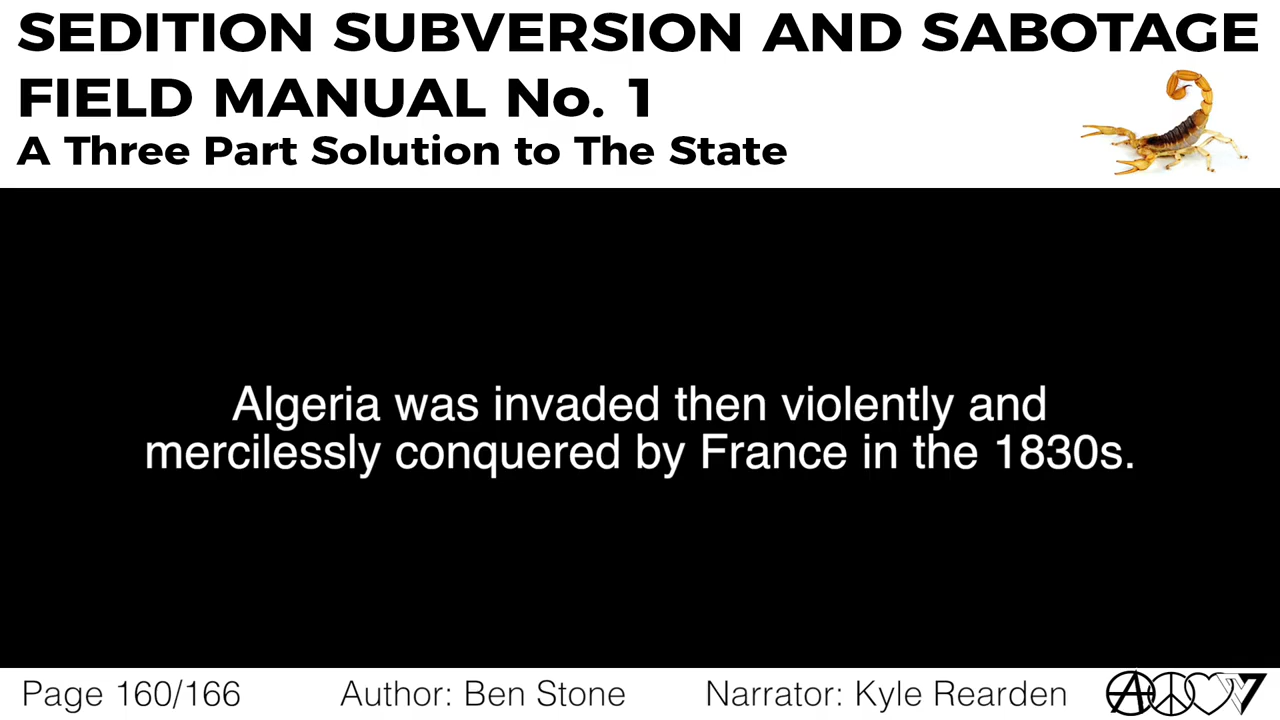 SEDITION SUBVERSION AND SABOTAGE
FIELD MANUAL No. 1
A Three Part Solution to The State
Algeria was invaded then violently and
mercilessly conquered by France in the 1830s.
Page 160/166 Author: Ben Stone Narrator: Kyle Rearden